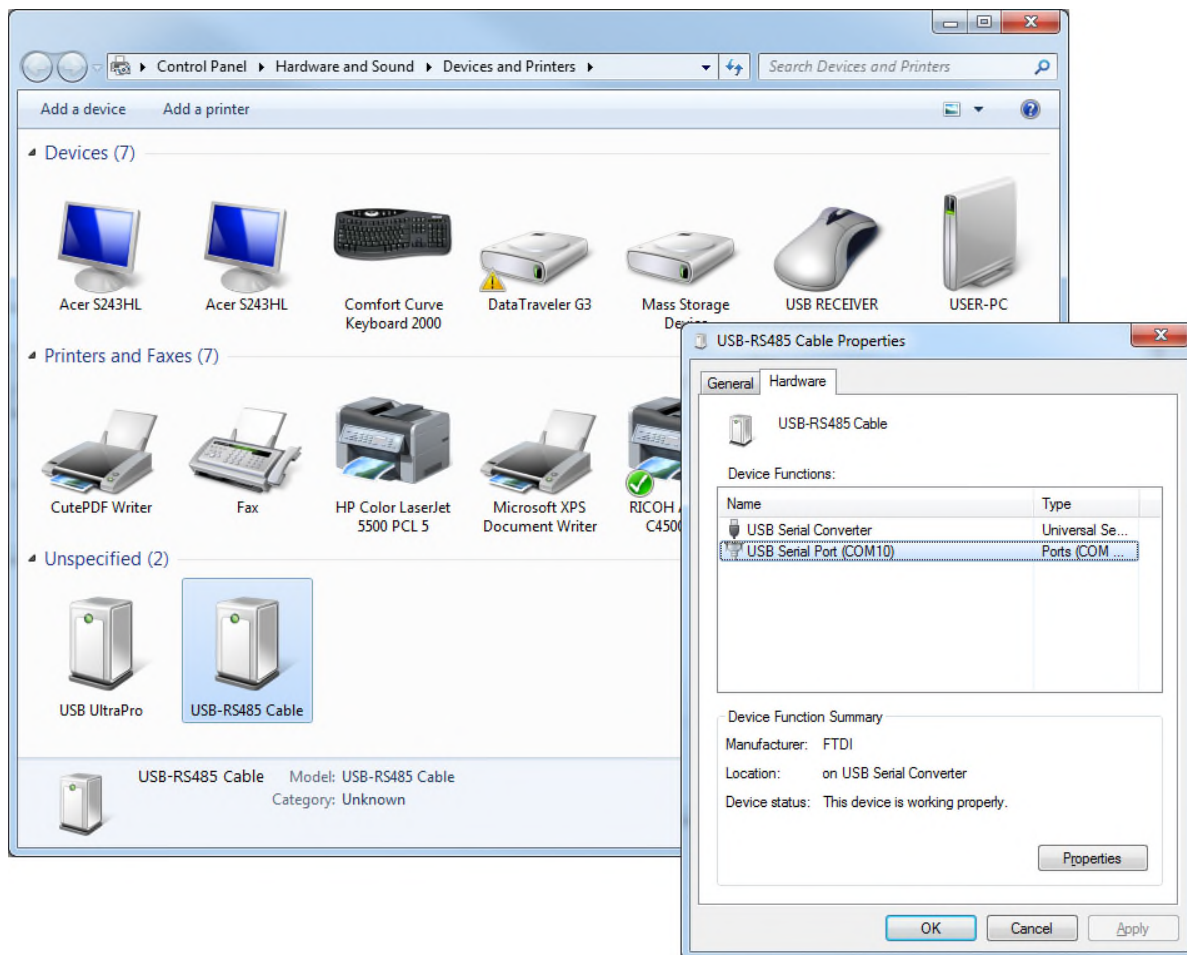 Control Panel Hardware and Sound Devices and Printers
Search Devices and Printers
Add a device Add a printer
Devices (7)
Acer S243HL
Acer S243HL
Comfort Curve
Keyboard 2000
DataTraveler G3
Mass Storage
USB RECEIVER
USER-PC
Printers and Faxes (7)
CutePDF Writer
Fax
HP Color LaserJet
5500 PCL 5
Microsoft XPS
Document Writer
RICOH
Unspecified (2)
USB UltraPro
USB-RS485 Cable
USB-RS485 Cable Model: USB-RS485 Cable
Category: Unknown
USB-RS485 Cable Properties
General Hardware
USB-RS485 Cable
Device Functions:
Name Type
USB Serial Converter Universal Se...
USB Serial Port (COM10) Ports (COM ...
Device Function Summary
Manufacturer: FTDI
Location: on USB Serial Converter
Device status: This device is working properly.
Properties
OK Cancel Apply